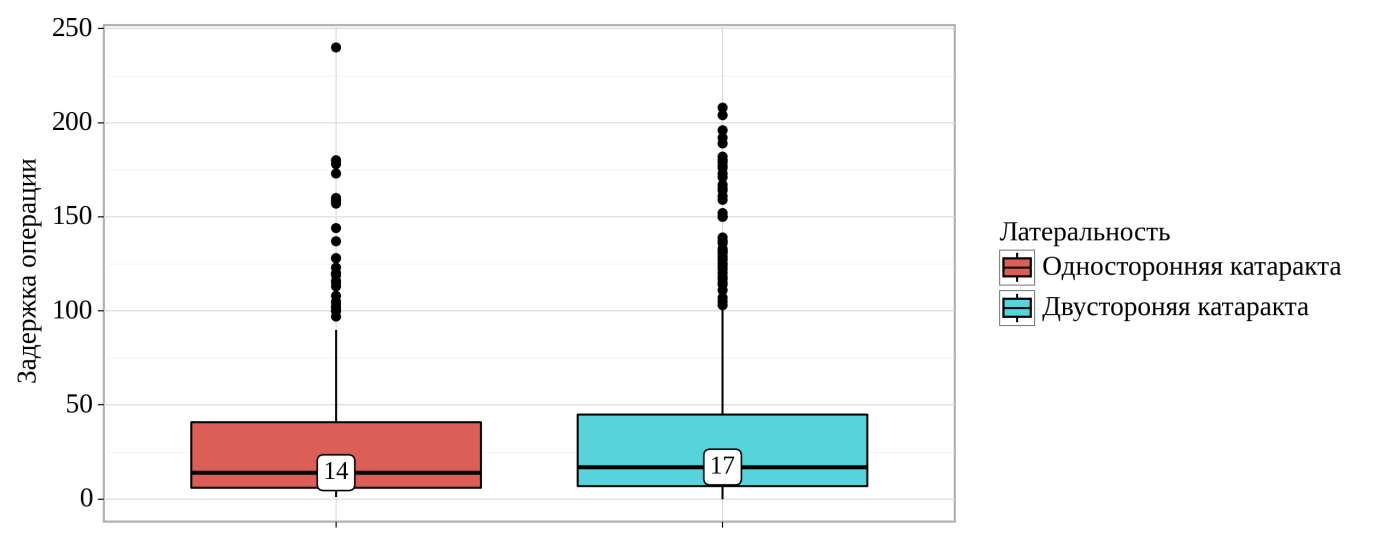 250
200
150
100
50
0
Задержка операции
14
17
Латеральность
Односторонняя катаракта
Двустороняя катаракта